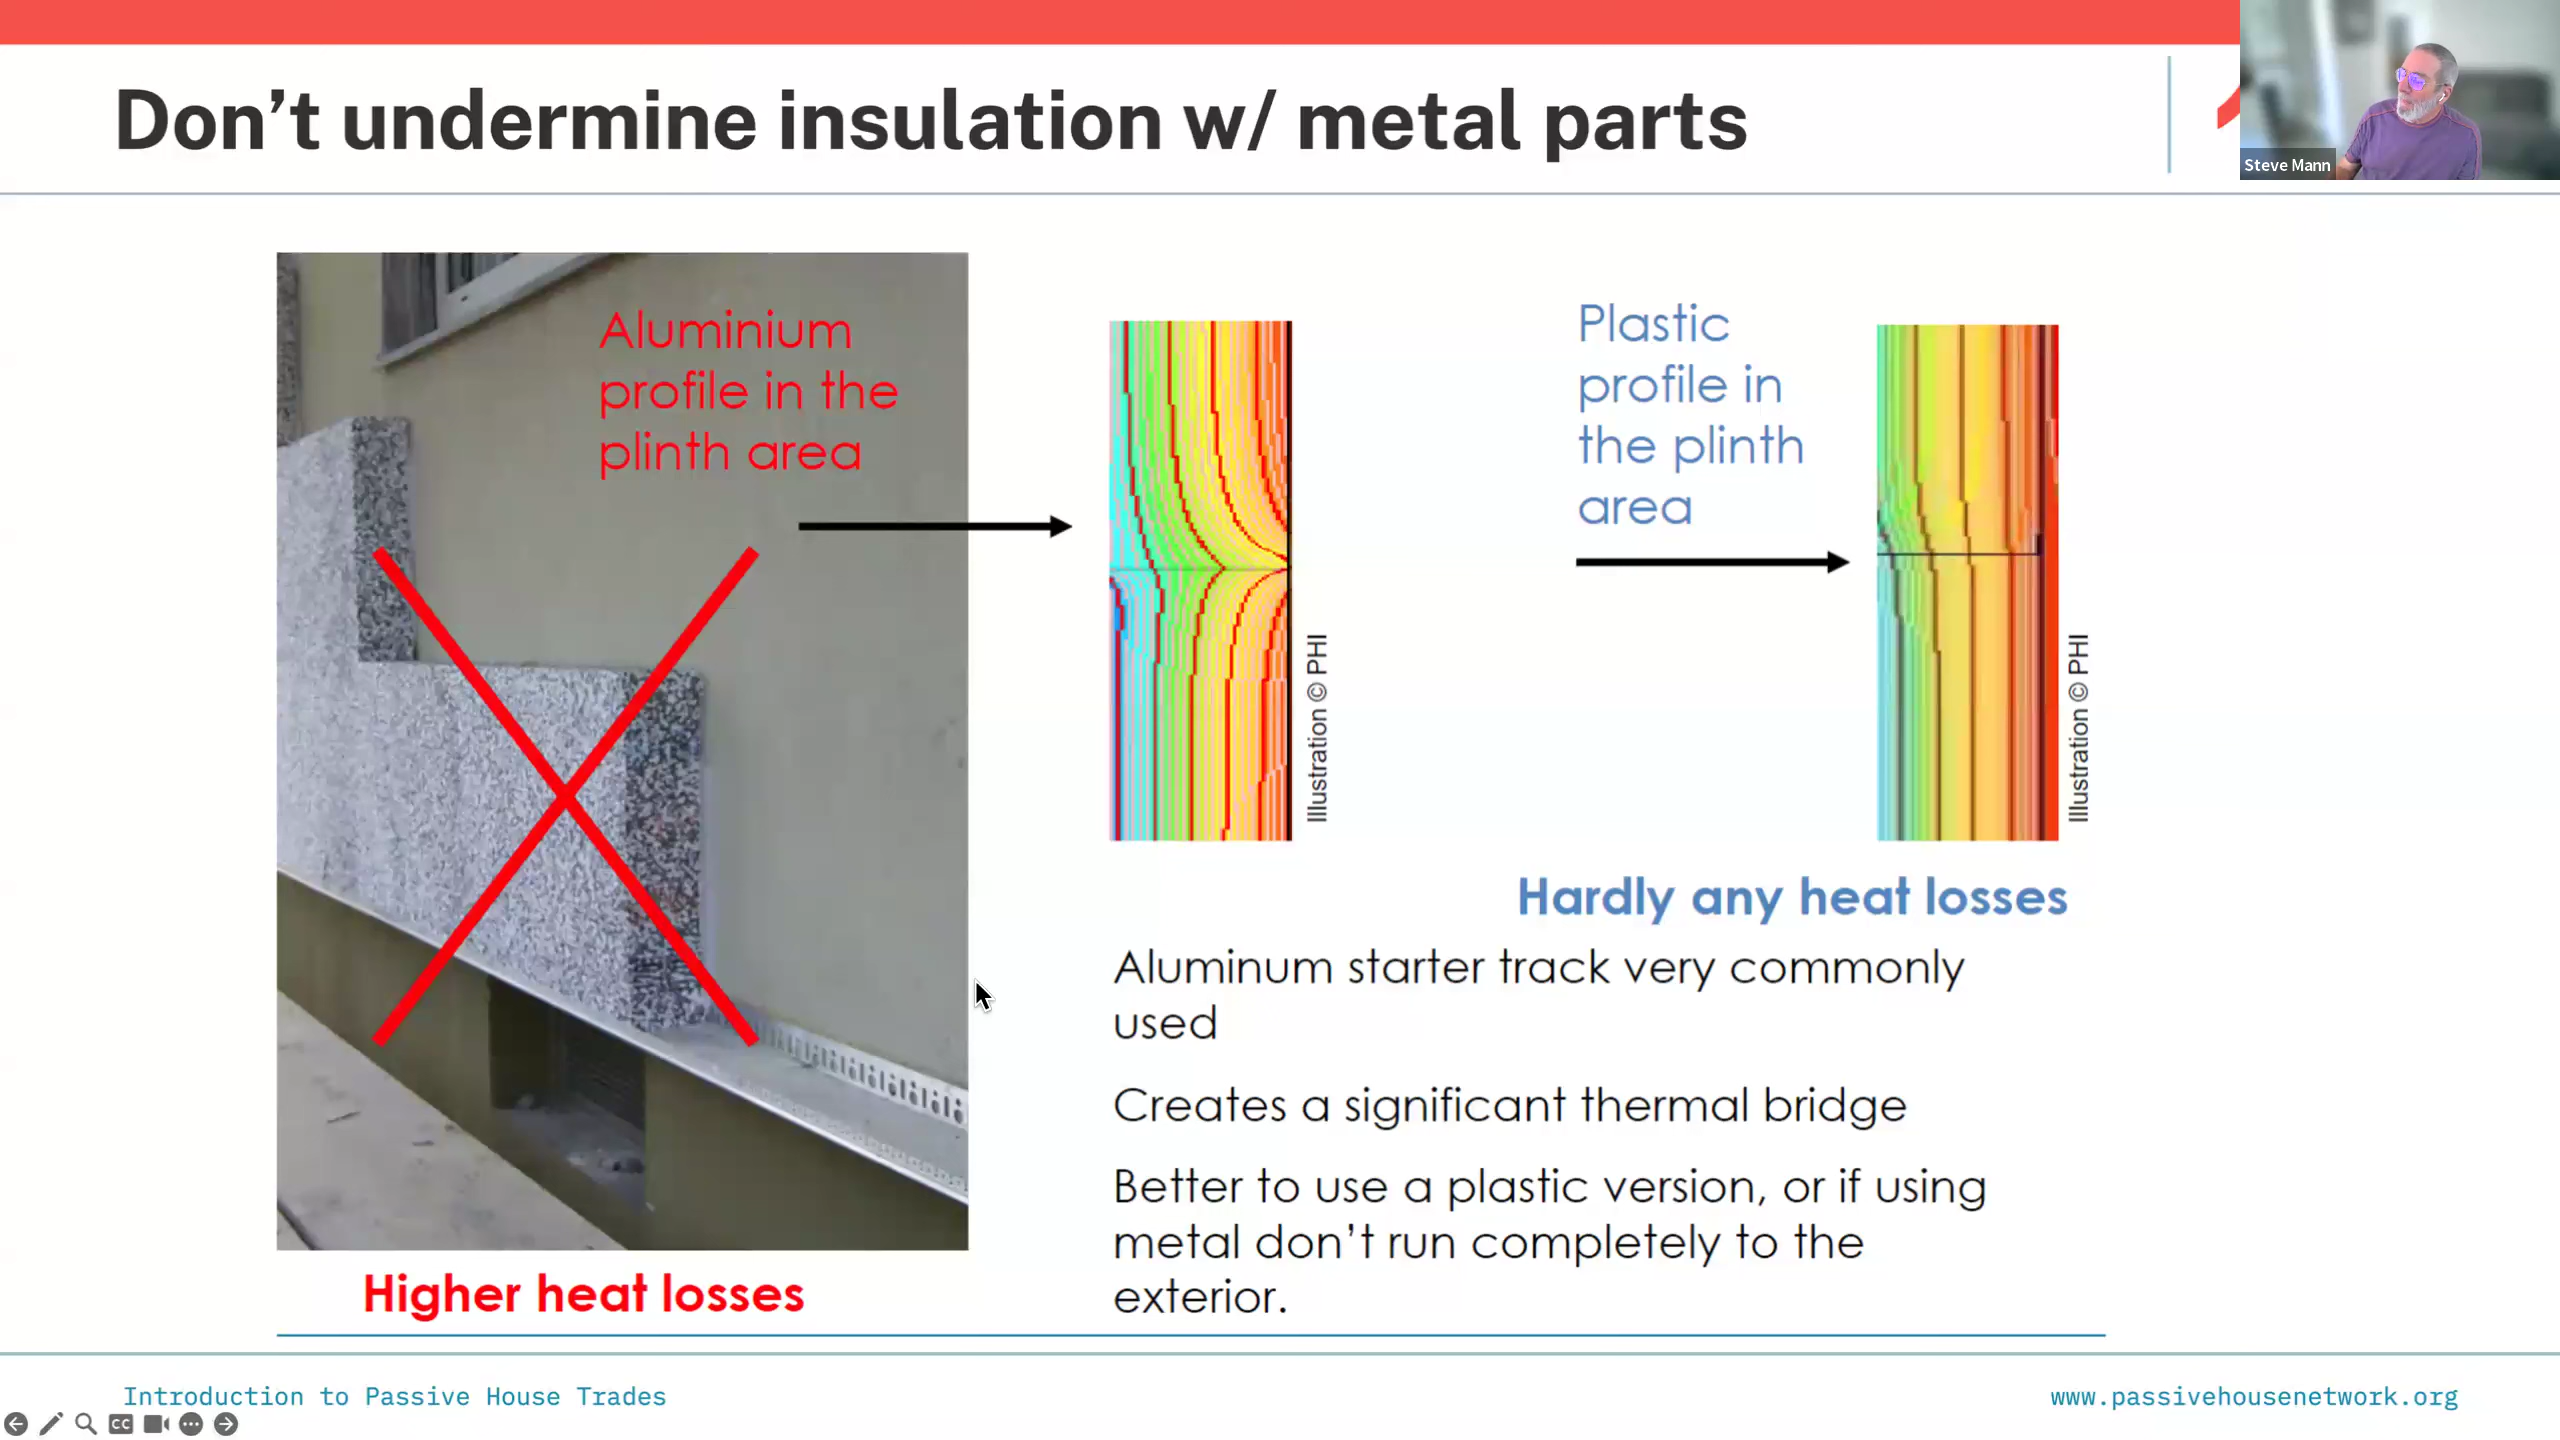 Don’t undermine insulation w/ metal parts
Steve Mann
Aluminium
profile in the
plinth area
Plastic
profile in
the plinth
area
Illustration © PHI
Illustration © PHI
Hardly any heat losses
Aluminum starter track very commonly
used
Creates a significant thermal bridge
Better to use a plastic version, or if using
metal don’t run completely to the
exterior.
Higher heat losses
Introduction to Passive House Trades
www.passivehousenetwork.org
CC